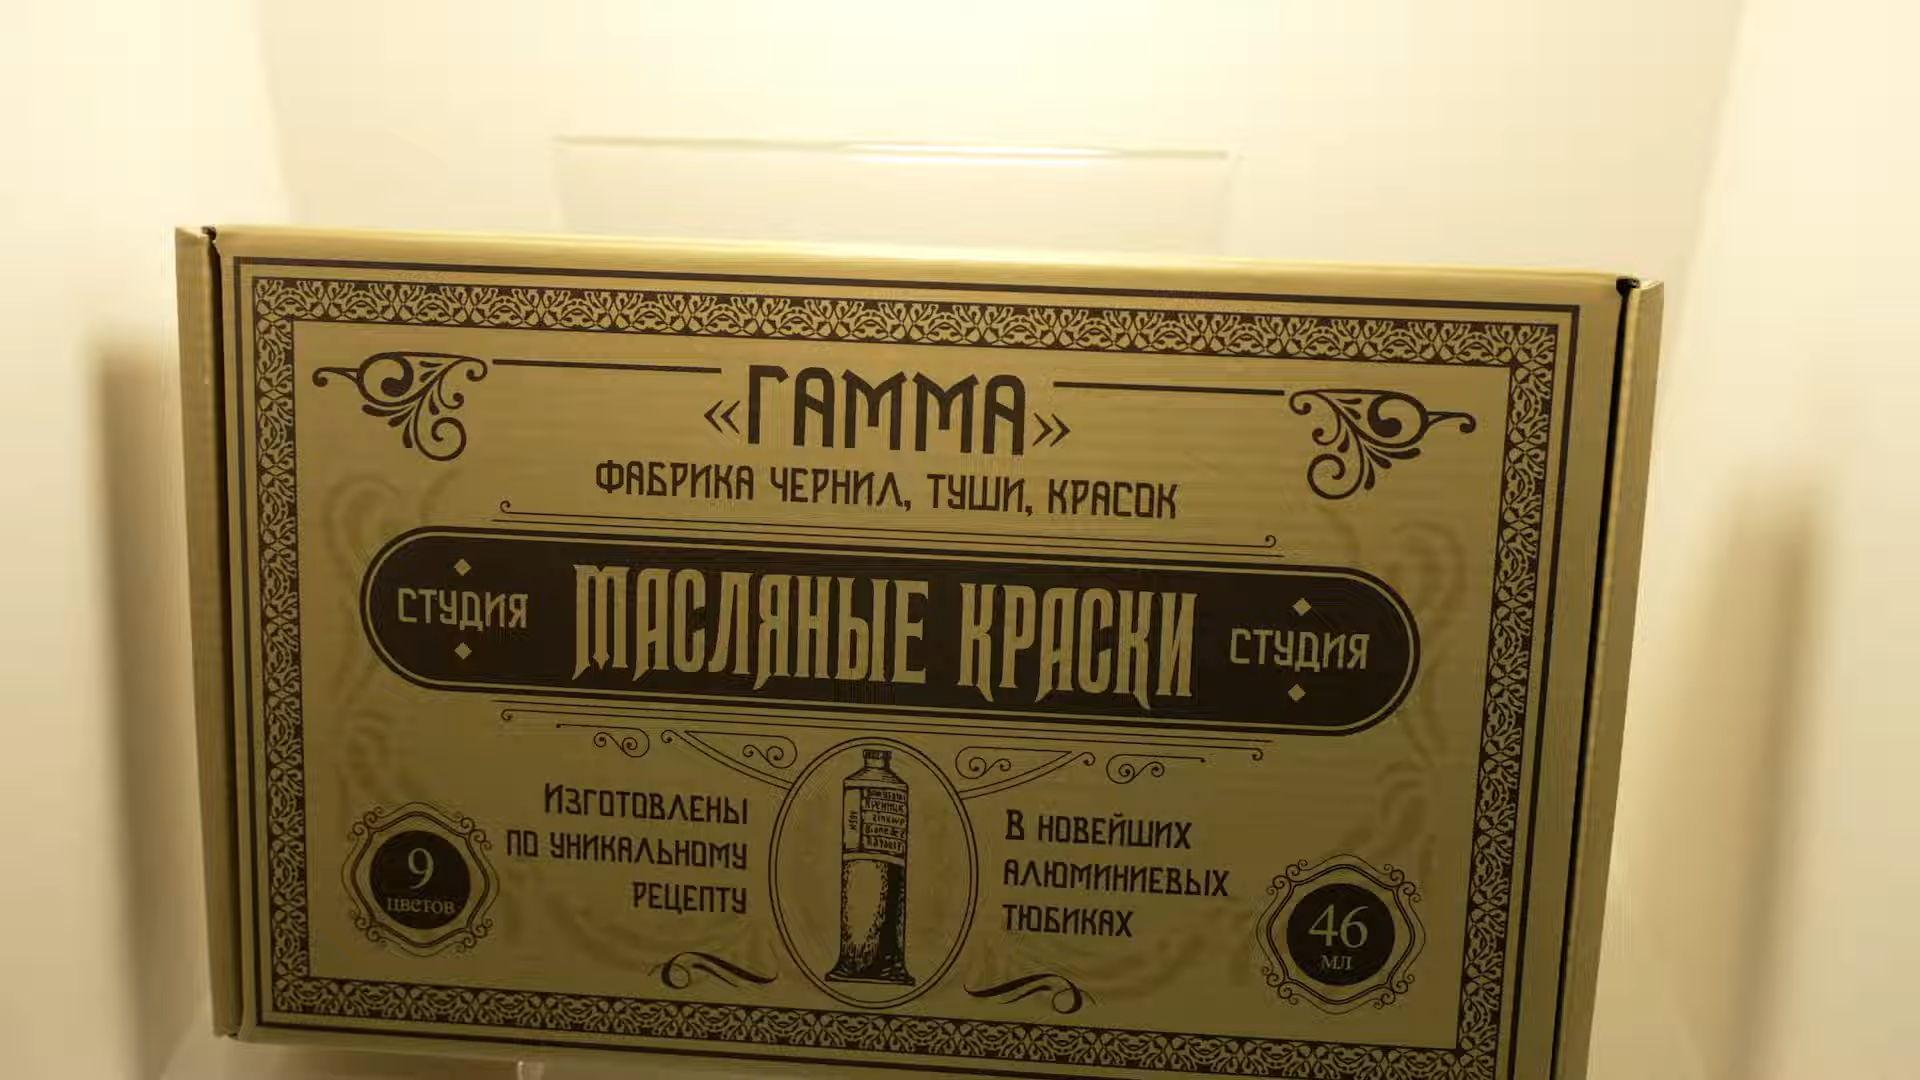 «ГАММА»
ФАБРИКА ЧЕРНИЛ, ТУШИ, КРАСОК
СТУДИЯ
МАСЛЯНЫЕ КРАСКИ
СТУДИЯ
ИЗГОТОВЛЕНЫ
ПО УНИКАЛЬНОМУ
РЕЦЕПТУ
В НОВЕЙШИХ
АЛЮМИНИЕВЫХ
ТЮБИКАХ
9
ЦВЕТОВ
46
МЛ